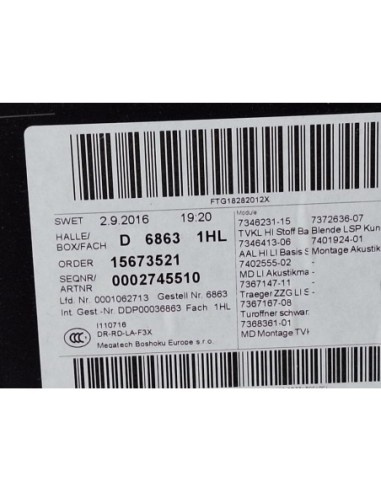 FTG18282012X
SWET 2.9.2016 19:20
HALLE/
BOX/FACH D 6863 1HL
ORDER 15673521
SEQNR/
ARTNR 0002745510
Lfd. Nr. 0001062713 Gestell Nr. 6863
Int. Gest.-Nr. DDP00036863 Fach 1HL
I110716
DR-RD-LA-F3X
Megatech Boshoku Europe s.r.o.
CCC
Module
7346231-15 7372636-07
TVKL HI Stoff Ba Blende LSP Kun
7346413-06 7401924-01
AAL HI LI Basis S Montage Akusti
7402555-02 -
MD LI Akustikma -
7367147-11 -
Traeger ZZG LI S -
7367167-08 -
Turoffner schwar -
7368361-01 -
MD Montage TVK